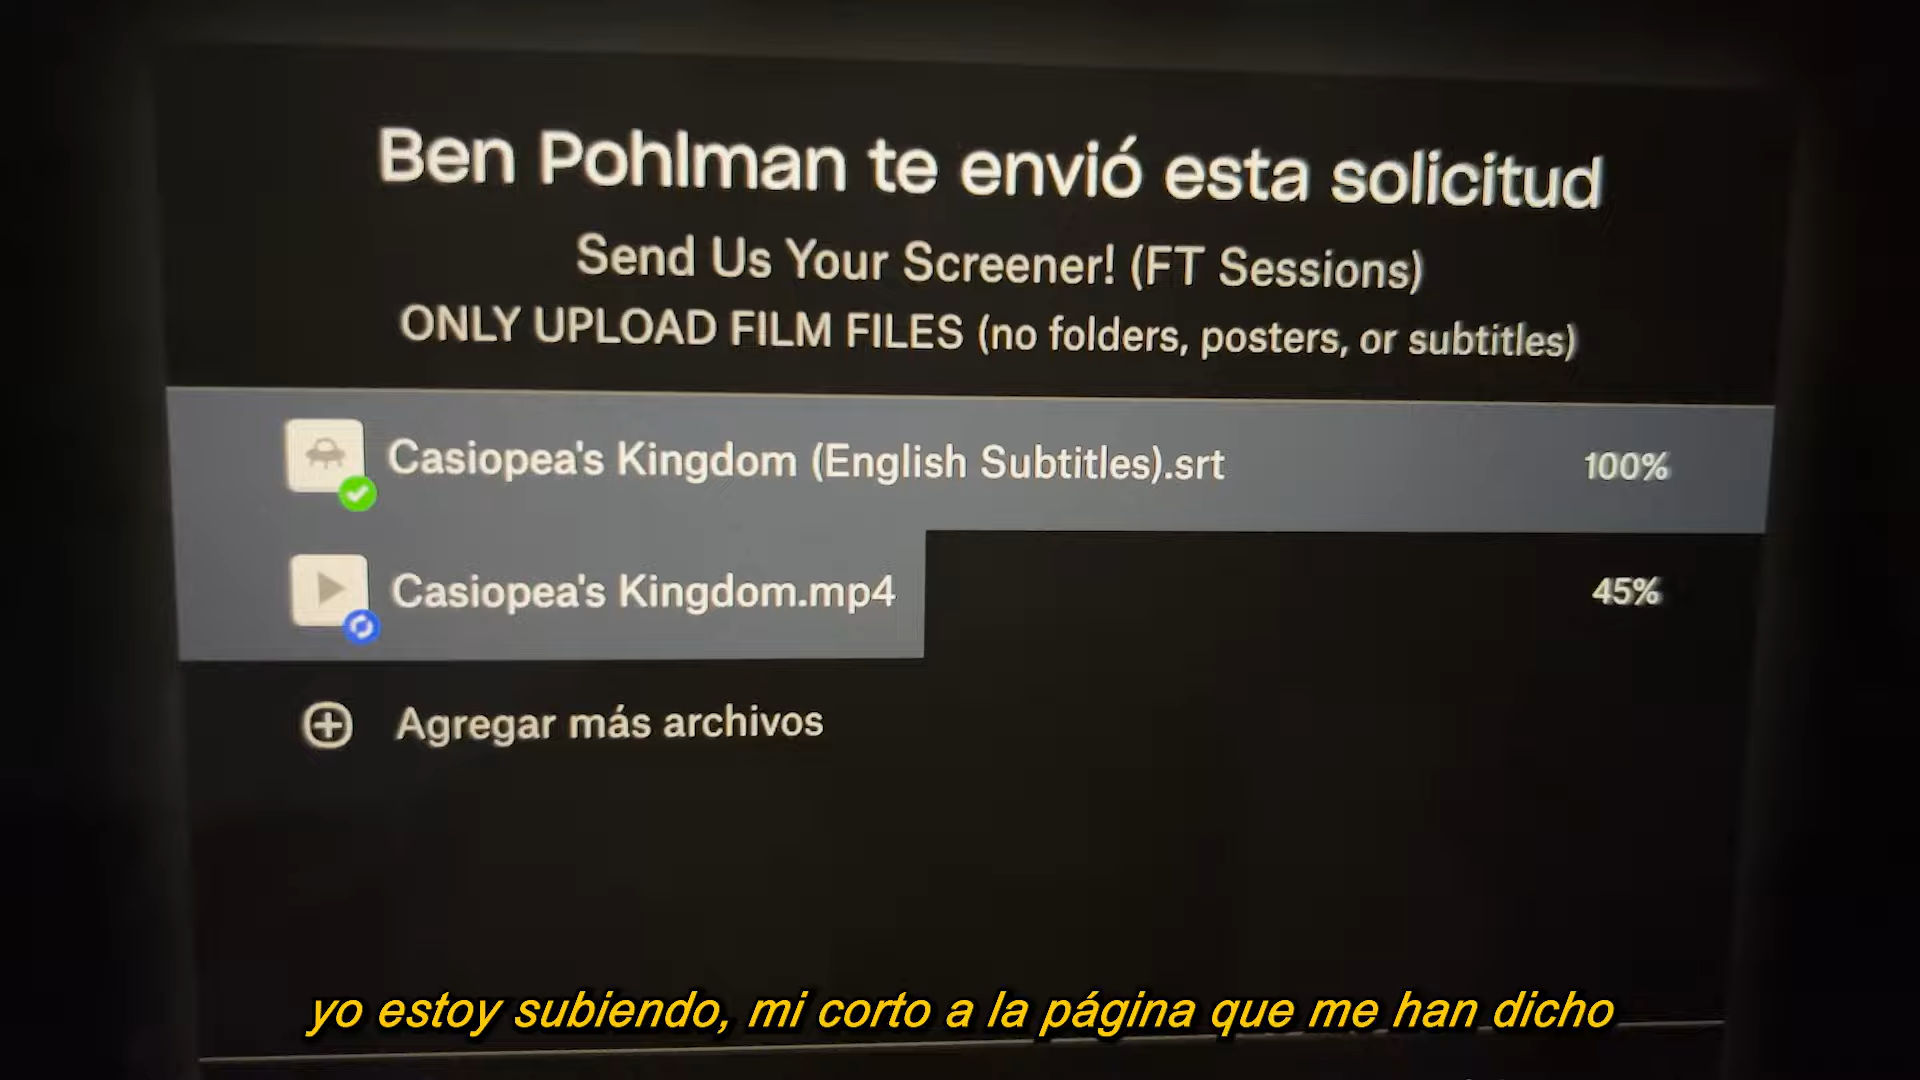 Ben Pohlman te envió esta solicitud
Send Us Your Screener! (FT Sessions)
ONLY UPLOAD FILM FILES (no folders, posters, or subtitles)
Casiopea's Kingdom (English Subtitles).srt 100%
Casiopea's Kingdom.mp4 45%
Agregar más archivos
yo estoy subiendo, mi corto a la página que me han dicho